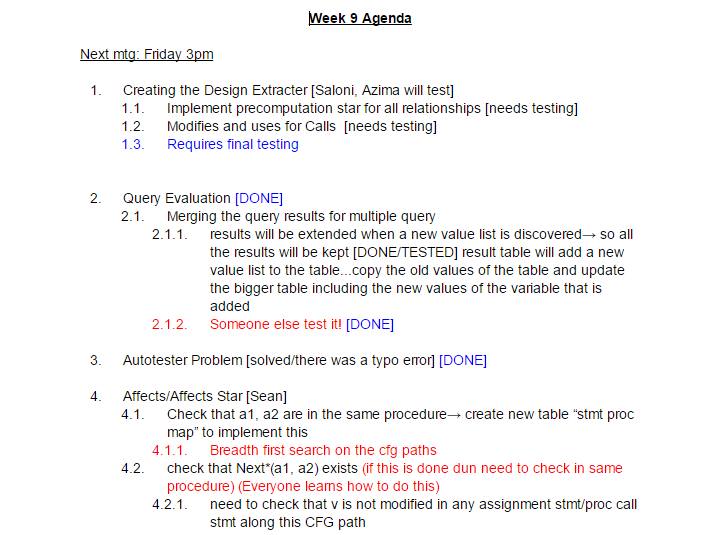 Week 9 Agenda
Next mtg: Friday 3pm
1. Creating the Design Extracter [Saloni, Azima will test]
1.1. Implement precomputation star for all relationships [needs testing]
1.2. Modifies and uses for Calls [needs testing]
1.3. Requires final testing
2. Query Evaluation [DONE]
2.1. Merging the query results for multiple query
2.1.1. results will be extended when a new value list is discovered→ so all
the results will be kept [DONE/TESTED] result table will add a new
value list to the table...copy the old values of the table and update
the bigger table including the new values of the variable that is
added
2.1.2. Someone else test it! [DONE]
3. Autotester Problem [solved/there was a typo error] [DONE]
4. Affects/Affects Star [Sean]
4.1. Check that a1, a2 are in the same procedure→ create new table “stmt proc
map” to implement this
4.1.1. Breadth first search on the cfg paths
4.2. check that Next*(a1, a2) exists (if this is done dun need to check in same
procedure) (Everyone learns how to do this)
4.2.1. need to check that v is not modified in any assignment stmt/proc call
stmt along this CFG path